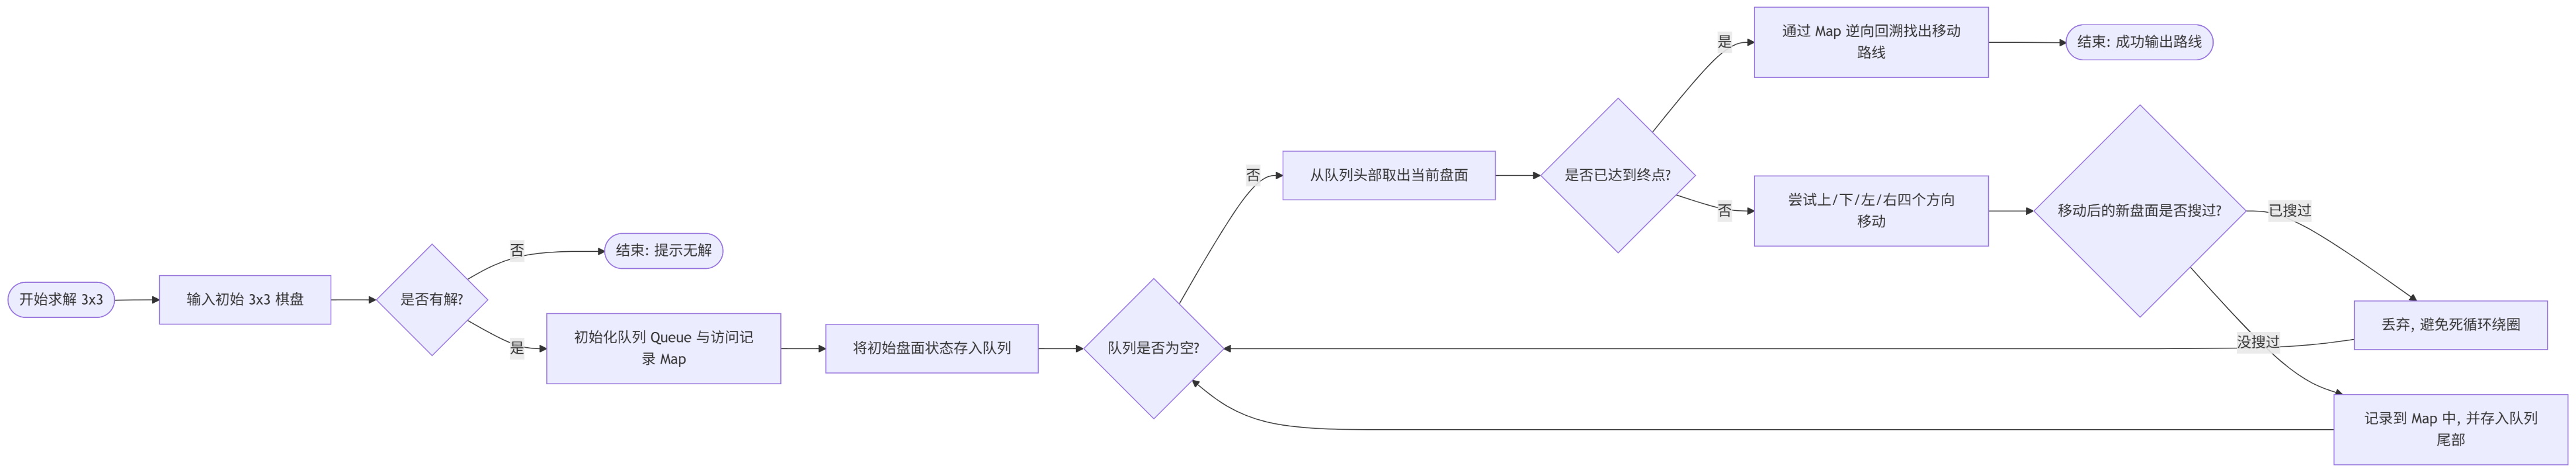 开始求解 3x3
输入初始 3x3 棋盘
是否有解?
否
结束: 提示无解
是
初始化队列 Queue 与访问记
录 Map
将初始盘面状态存入队列
队列是否为空?
否
从队列头部取出当前盘面
是否已达到终点?
是
通过 Map 逆向回溯找出移动
路线
结束: 成功输出路线
否
尝试上/下/左/右四个方向
移动
移动后的新盘面是否搜过?
已搜过
丢弃, 避免死循环绕圈
没搜过
记录到 Map 中, 并存入队列
尾部